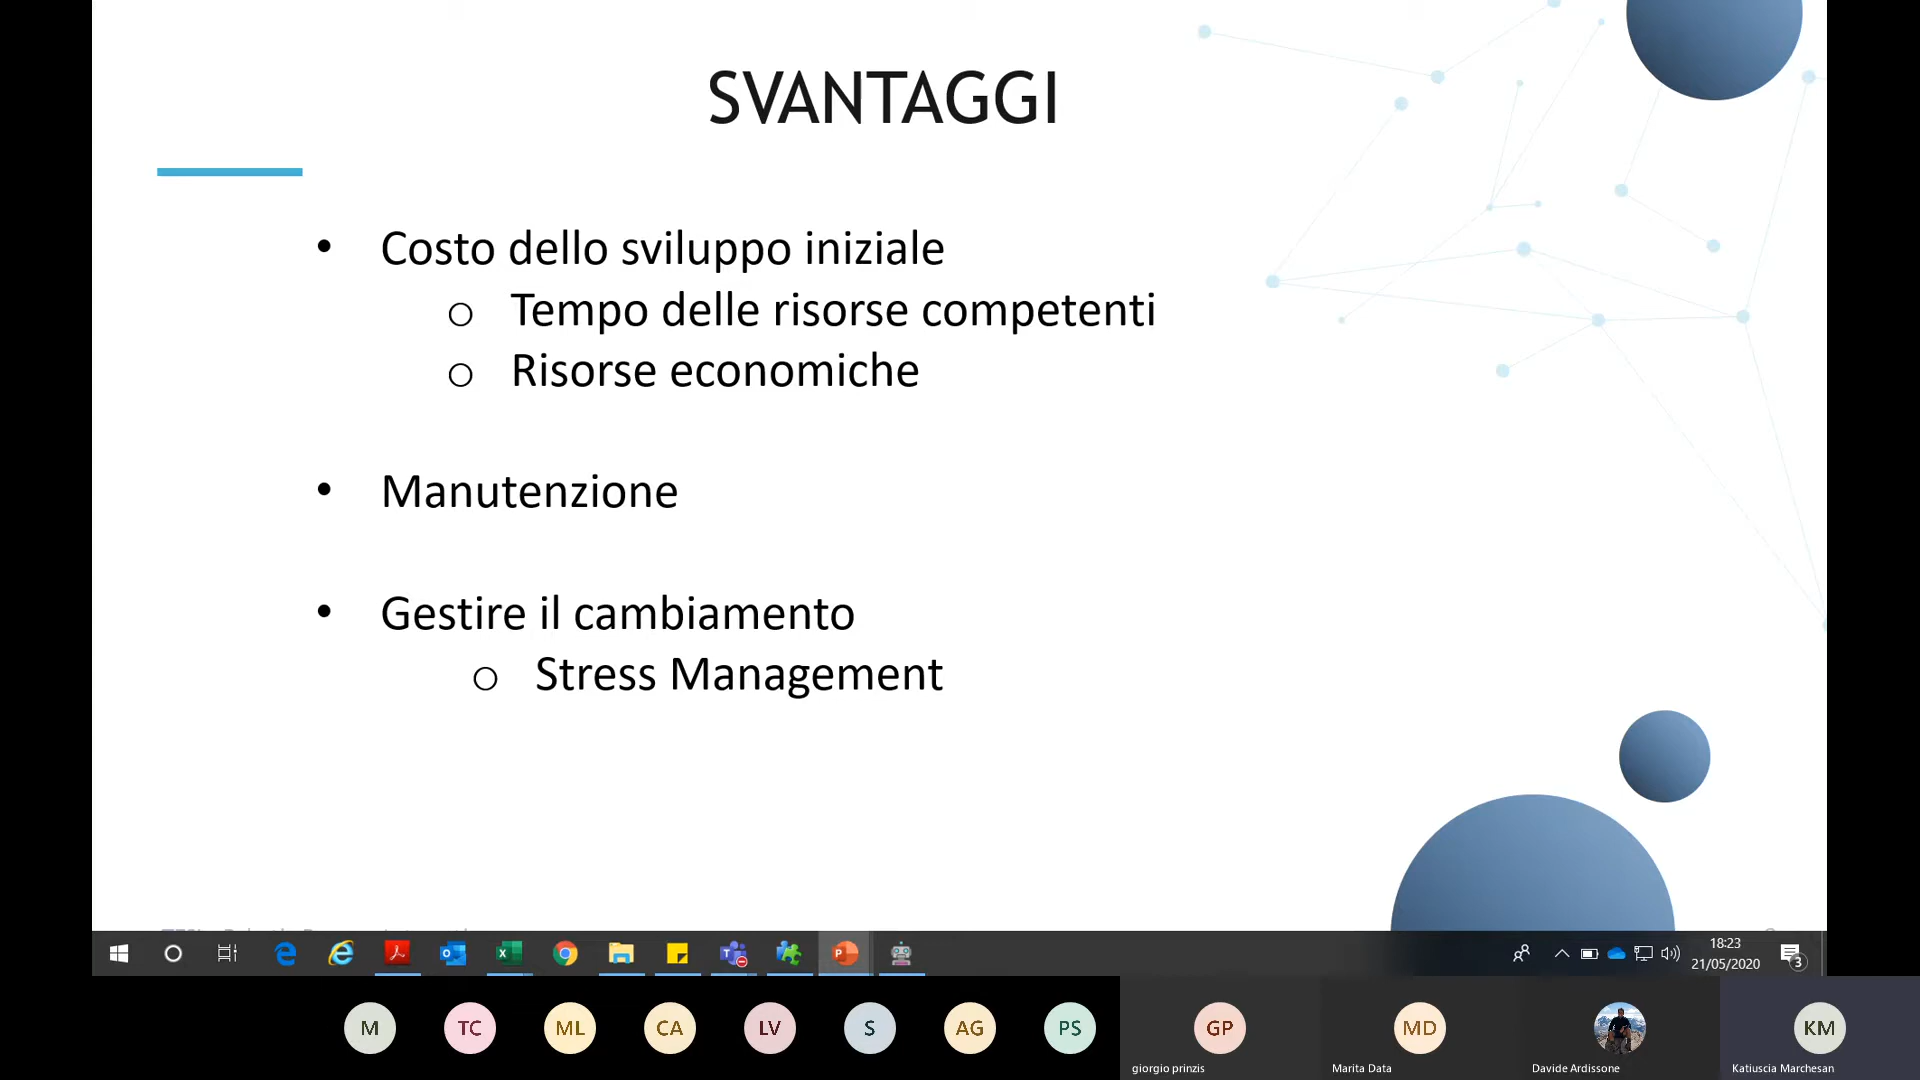 SVANTAGGI
• Costo dello sviluppo iniziale
o Tempo delle risorse competenti
o Risorse economiche
• Manutenzione
• Gestire il cambiamento
o Stress Management
18:23
21/05/2020
3
M
TC
ML
CA
LV
S
AG
PS
GP
MD
KM
giorgio prinzis
Marita Data
Davide Ardissone
Katiuscia Marchesan